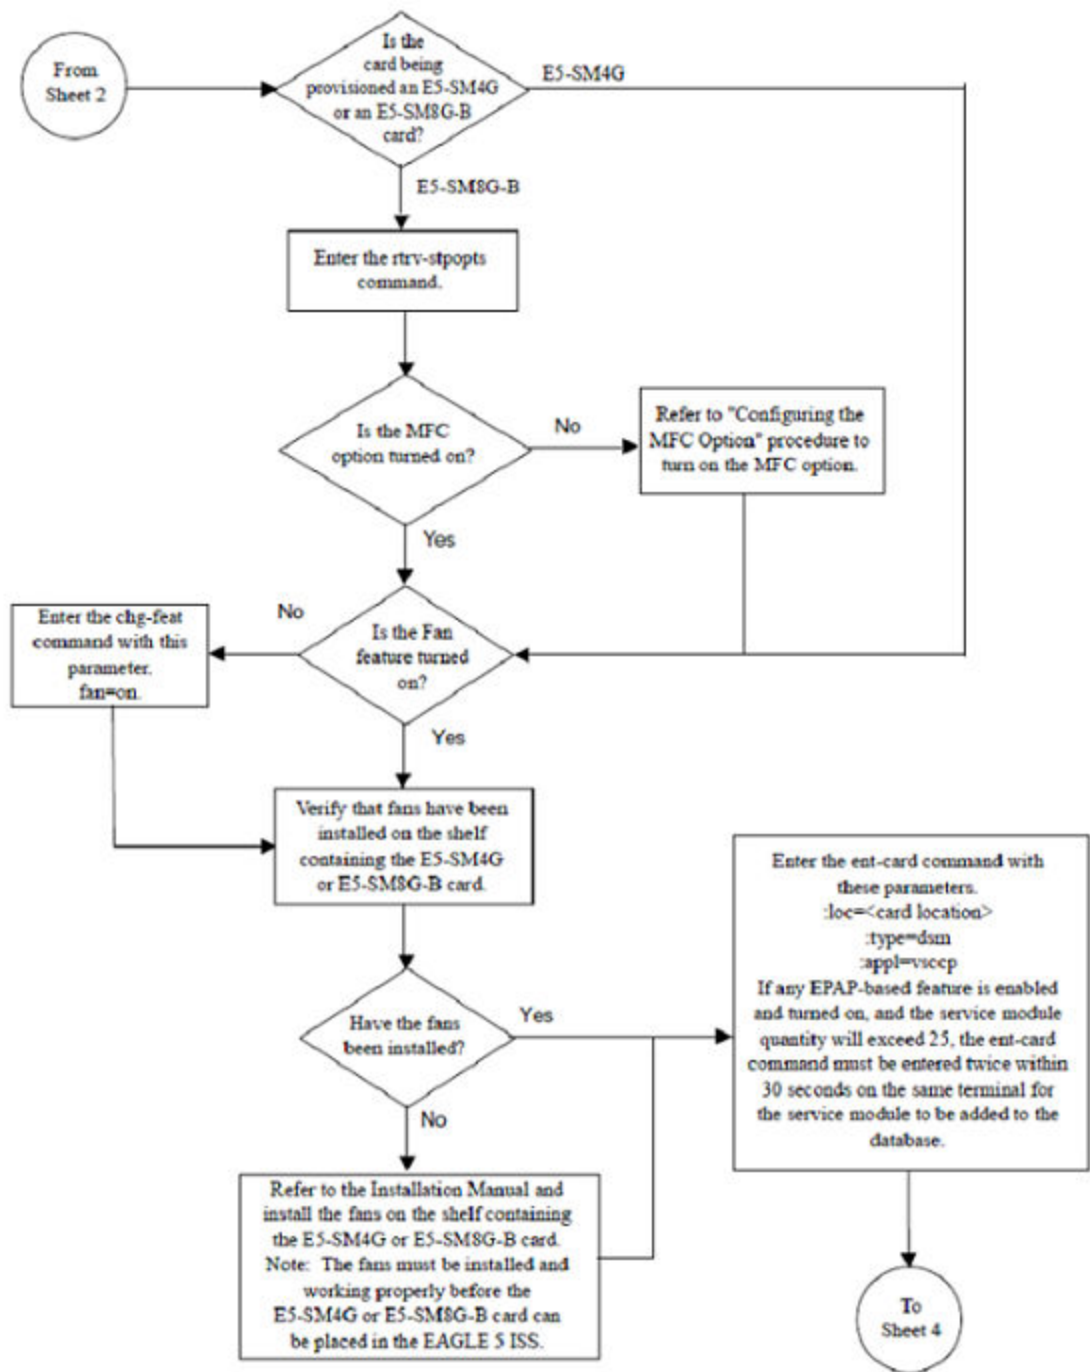 From
Sheet 2
Is the
card being
provisioned an E5-SM4G
or an E5-SM8G-B
card?
E5-SM4G
E5-SM8G-B
Enter the rtrv-stpopts
command.
Is the MFC
option turned on?
No
Refer to "Configuring the
MFC Option" procedure to
turn on the MFC option.
Yes
Enter the chg-feat
command with this
parameter.
fan=on.
No
Is the Fan
feature turned
on?
Yes
Verify that fans have been
installed on the shelf
containing the E5-SM4G
or E5-SM8G-B card.
Have the fans
been installed?
Yes
No
Refer to the Installation Manual and
install the fans on the shelf containing
the E5-SM4G or E5-SM8G-B card.
Note: The fans must be installed and
working properly before the
E5-SM4G or E5-SM8G-B card can
be placed in the EAGLE 5 ISS.
Enter the ent-card command with
these parameters.
:loc=<card location>
:type=dsm
:appl=vsccp
If any EPAP-based feature is enabled
and turned on, and the service module
quantity will exceed 25, the ent-card
command must be entered twice within
30 seconds on the same terminal for
the service module to be added to the
database.
To
Sheet 4